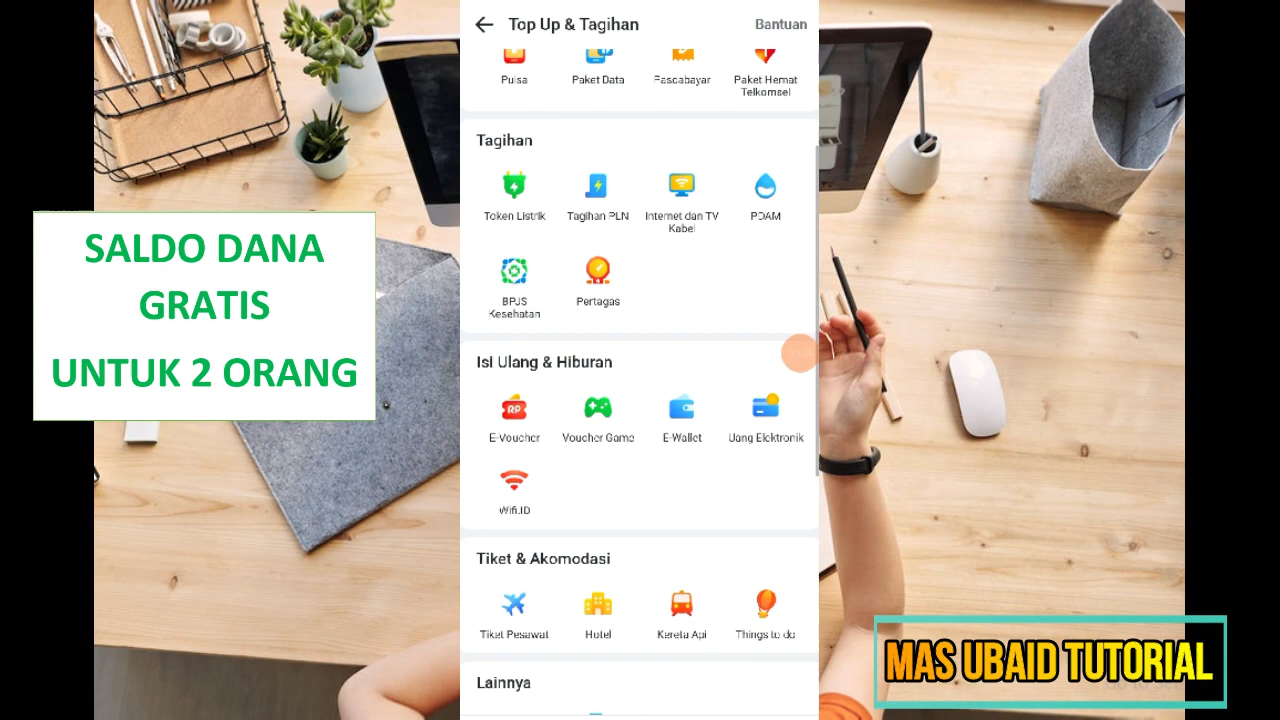 Top Up & Tagihan
Bantuan
Pulsa
Paket Data
Pascabayar
Paket Hemat
Telkomsel
Tagihan
Token Listrik
Tagihan PLN
Internet dan TV
Kabel
PDAM
BPJS
Kesehatan
Pertagas
Isi Ulang & Hiburan
E-Voucher
Voucher Game
E-Wallet
Uang Elektronik
Wifi.ID
Tiket & Akomodasi
Tiket Pesawat
Hotel
Kereta Api
Things to do
Lainnya
SALDO DANA
GRATIS
UNTUK 2 ORANG
MAS UBAID TUTORIAL